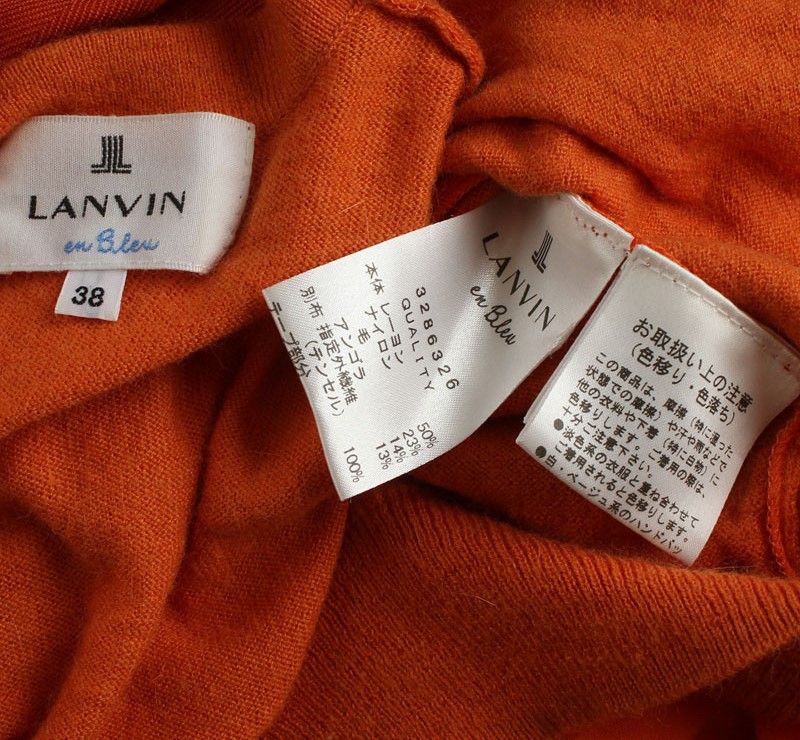 LANVIN
en Bleu
38
LANVIN
en Bleu
3286326
QUALITY
本体 レーヨン 50%
ナイロン 23%
毛 14%
アンゴラ 13%
別布 指定外繊維
(テンセル) 100%
テープ部分
お取扱い上の注意
(色移り・色落ち)
この商品は、摩擦(特に湿った
状態での摩擦)や汗や雨などで
他の衣料や下着(特に白物)に
色移りします。ご着用の際は、
十分ご注意下さい。
●淡色系の衣服と重ね合わせて
ご着用されると色移りします。
●白・ベージュ系のハンドバッ